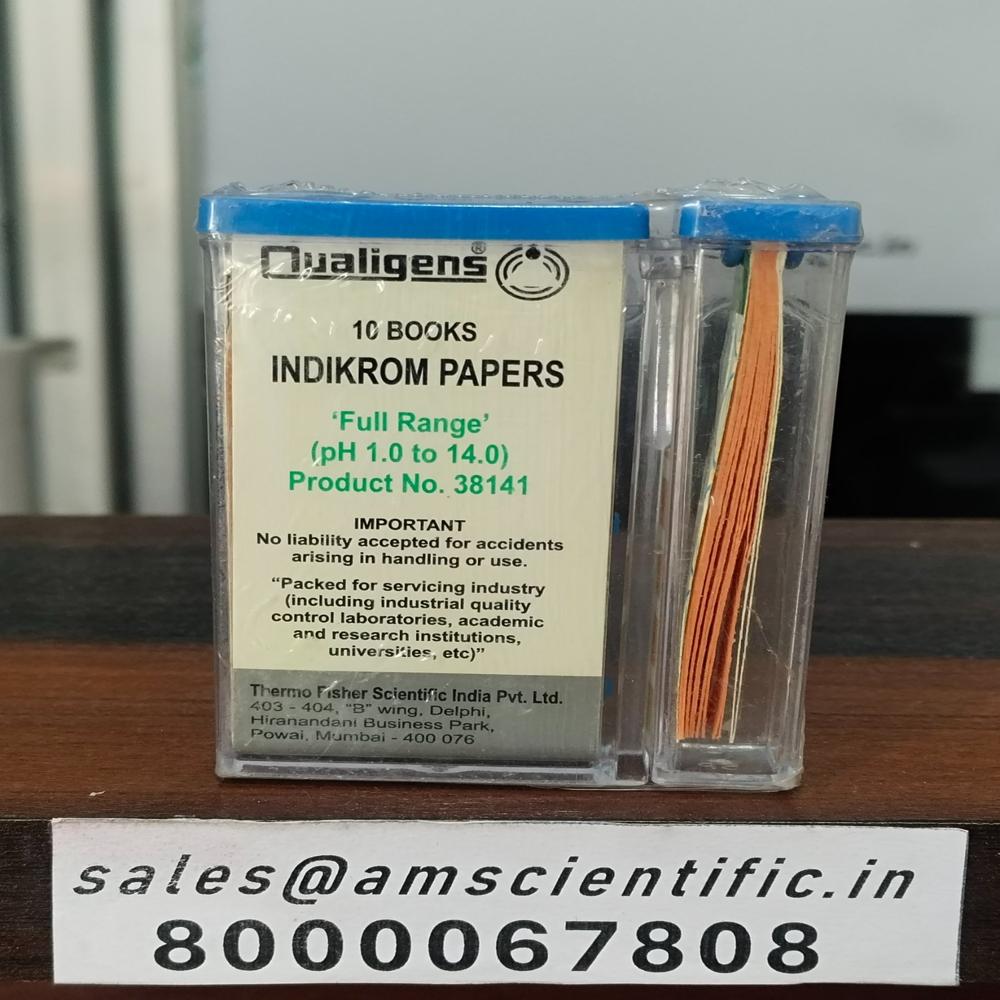 Qualigens®
10 BOOKS
INDIKROM PAPERS
‘Full Range’
(pH 1.0 to 14.0)
Product No. 38141
IMPORTANT
No liability accepted for accidents
arising in handling or use.
“Packed for servicing industry
(including industrial quality
control laboratories, academic
and research institutions,
universities, etc)”
Thermo Fisher Scientific India Pvt. Ltd.
403 - 404, “B” wing, Delphi,
Hiranandani Business Park,
Powai, Mumbai - 400 076
sales@amscientific.in
8000067808